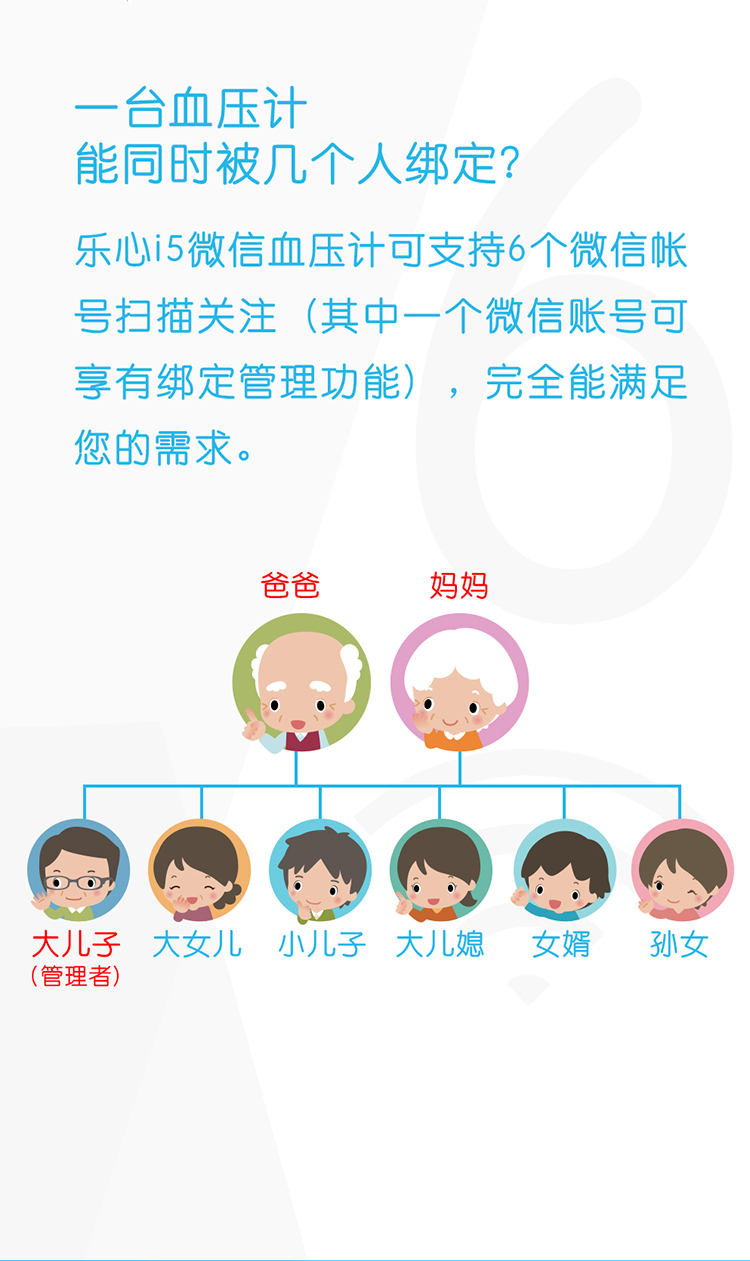 一台血压计
能同时被几个人绑定？
乐心i5微信血压计可支持6个微信帐
号扫描关注（其中一个微信账号可
享有绑定管理功能），完全能满足
您的需求。
爸爸 妈妈
大儿子 大女儿 小儿子 大儿媳 女婿 孙女
（管理者）